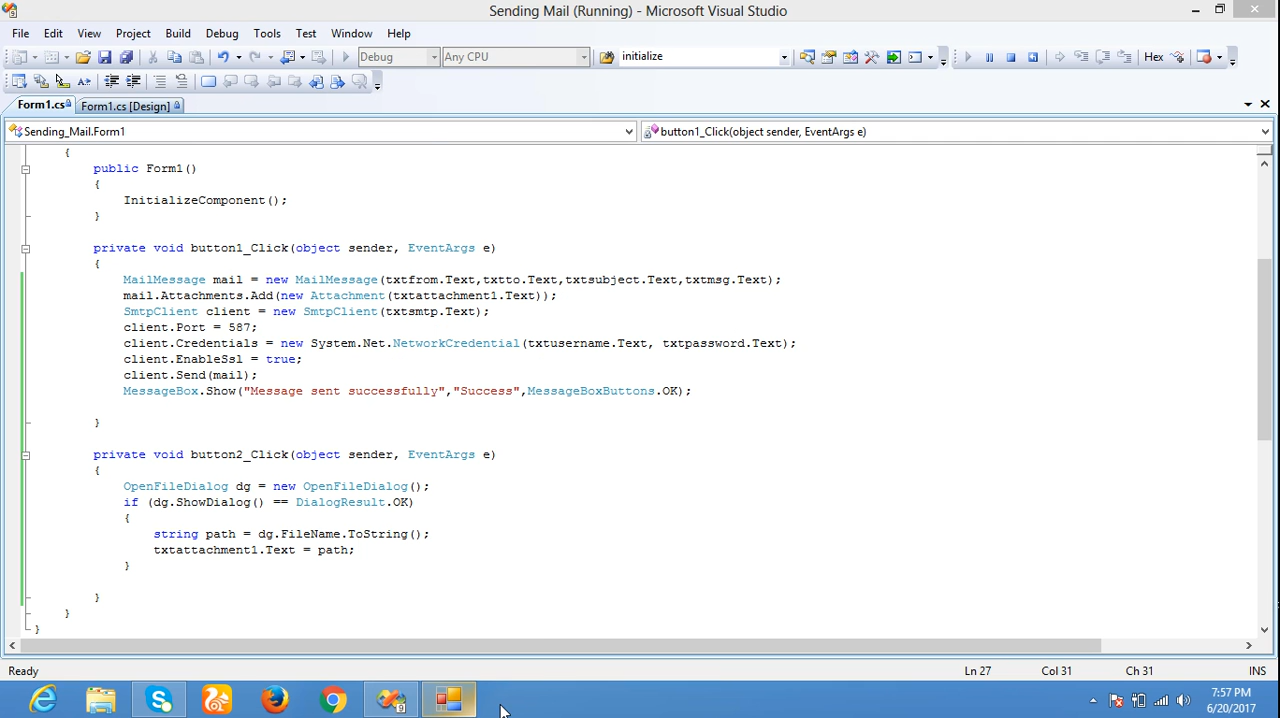 Sending Mail (Running) - Microsoft Visual Studio
File Edit View Project Build Debug Tools Test Window Help
Debug Any CPU initialize Hex
Form1.cs Form1.cs [Design]
Sending_Mail.Form1 button1_Click(object sender, EventArgs e)
{
public Form1()
{
InitializeComponent();
}
private void button1_Click(object sender, EventArgs e)
{
MailMessage mail = new MailMessage(txtfrom.Text,txtto.Text,txtsubject.Text,txtmsg.Text);
mail.Attachments.Add(new Attachment(txtattachment1.Text));
SmtpClient client = new SmtpClient(txtsmtp.Text);
client.Port = 587;
client.Credentials = new System.Net.NetworkCredential(txtusername.Text, txtpassword.Text);
client.EnableSsl = true;
client.Send(mail);
MessageBox.Show("Message sent successfully","Success",MessageBoxButtons.OK);
}
private void button2_Click(object sender, EventArgs e)
{
OpenFileDialog dg = new OpenFileDialog();
if (dg.ShowDialog() == DialogResult.OK)
{
string path = dg.FileName.ToString();
txtattachment1.Text = path;
}
}
}
}
Ready Ln 27 Col 31 Ch 31 INS
7:57 PM
6/20/2017